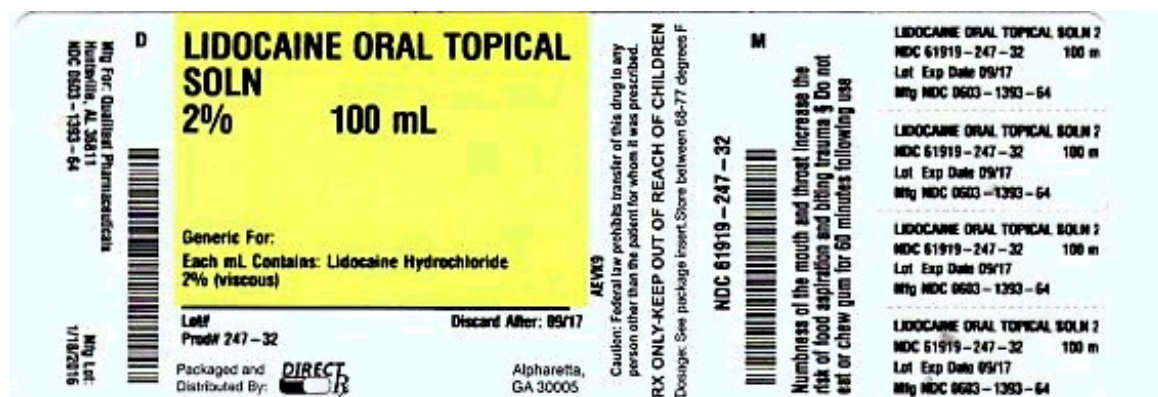 Mfg For: Qualitest Pharmaceuticals
Huntsville, AL 35811
NDC 0603-1393-64
Mfg Lot:
1/18/2016
D
LIDOCAINE ORAL TOPICAL
SOLN
2% 100 mL
Generic For:
Each mL Contains: Lidocaine Hydrochloride
2% (viscous)
Lot# Discard After: 09/17
Prod# 247-32
Packaged and
Distributed By:
DIRECT Rx
Alpharetta,
GA 30005
AEVK9
Caution: Federal law prohibits transfer of this drug to any
person other than the patient for whom it was prescribed.
RX ONLY-KEEP OUT OF REACH OF CHILDREN
Dosage: See package insert.Store between 68-77 degrees F
NDC 61919-247-32
M
Numbness of the mouth and throat increase the
risk of food aspiration and biting trauma § Do not
eat or chew gum for 60 minutes following use
LIDOCAINE ORAL TOPICAL SOLN 2
NDC 61919-247-32 100 m
Lot Exp Date 09/17
Mfg NDC 0603-1393-64
LIDOCAINE ORAL TOPICAL SOLN 2
NDC 61919-247-32 100 m
Lot Exp Date 09/17
Mfg NDC 0603-1393-64
LIDOCAINE ORAL TOPICAL SOLN 2
NDC 61919-247-32 100 m
Lot Exp Date 09/17
Mfg NDC 0603-1393-64
LIDOCAINE ORAL TOPICAL SOLN 2
NDC 61919-247-32 100 m
Lot Exp Date 09/17
Mfg NDC 0603-1393-64